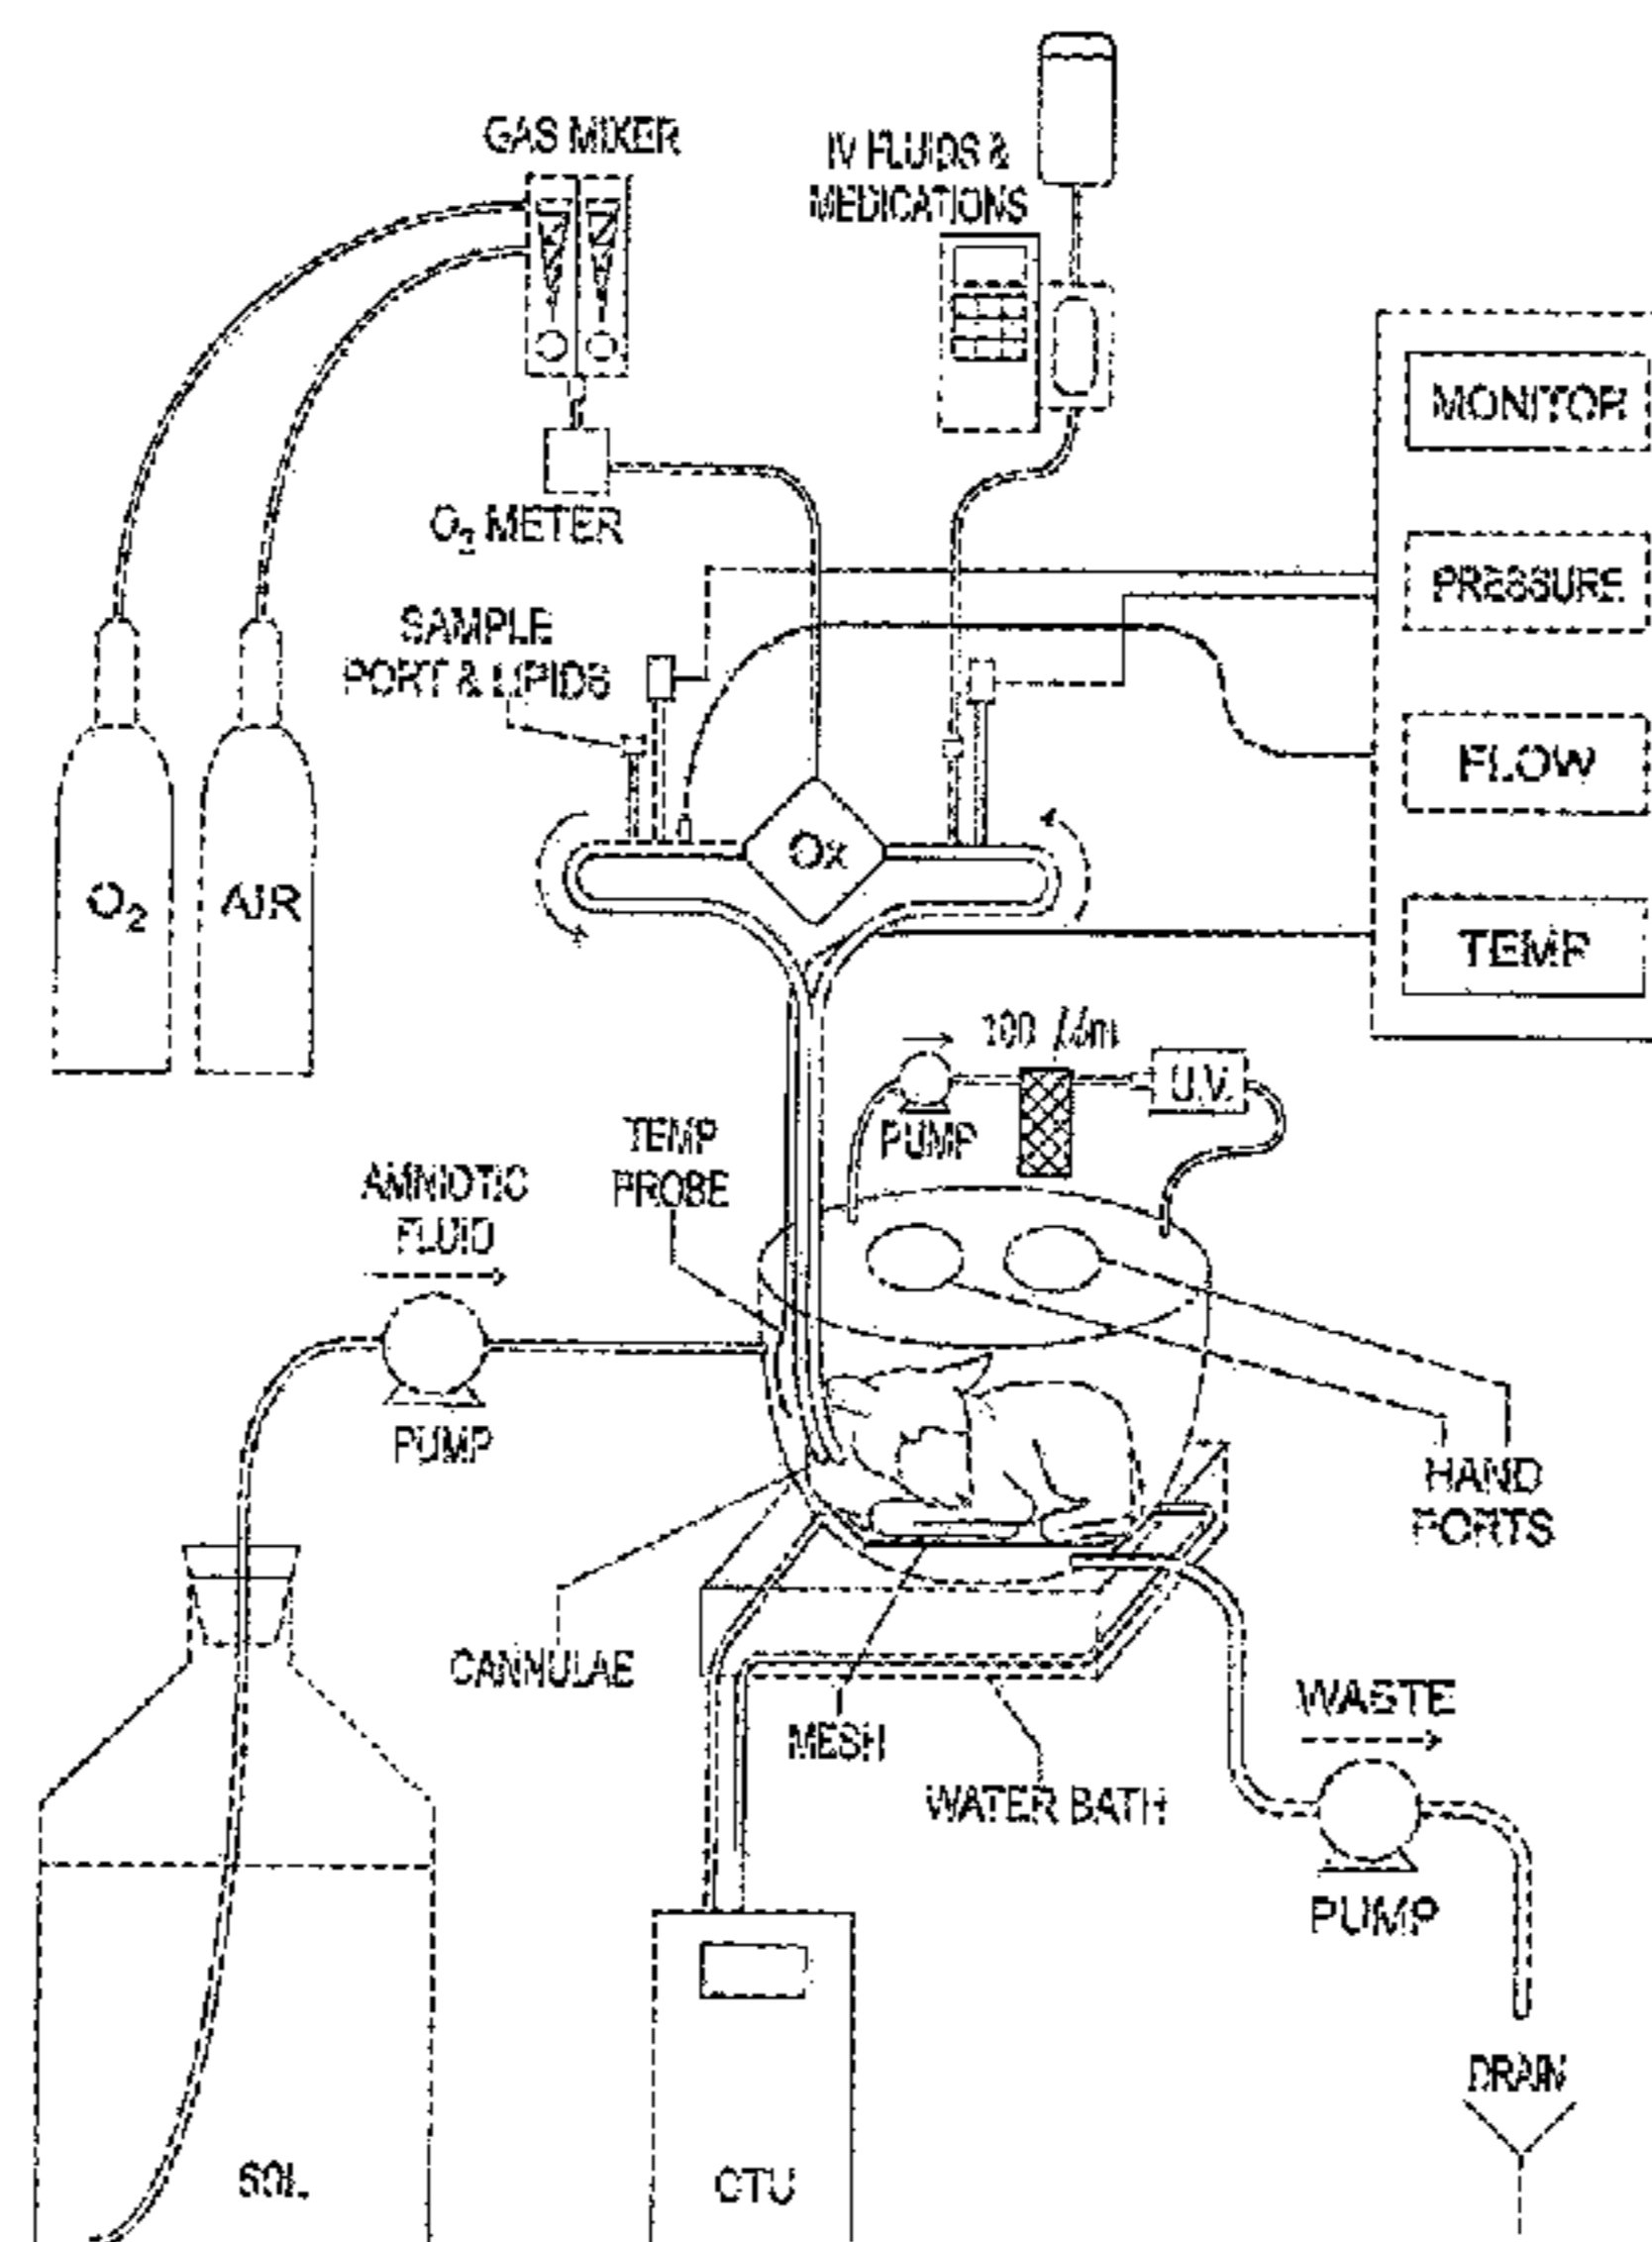 GAS MIXER
IV FLUIDS &
MEDICATIONS
MONITOR
O₂ METER
PRESSURE
SAMPLE
PORT & LIPIDS
FLOW
Ox
O₂
AIR
TEMP
100 µm
U.V.
PUMP
TEMP
PROBE
AMNIOTIC
FLUID
PUMP
HAND
PORTS
CANNULAE
MESH
WATER BATH
WASTE
PUMP
DRAIN
CTU